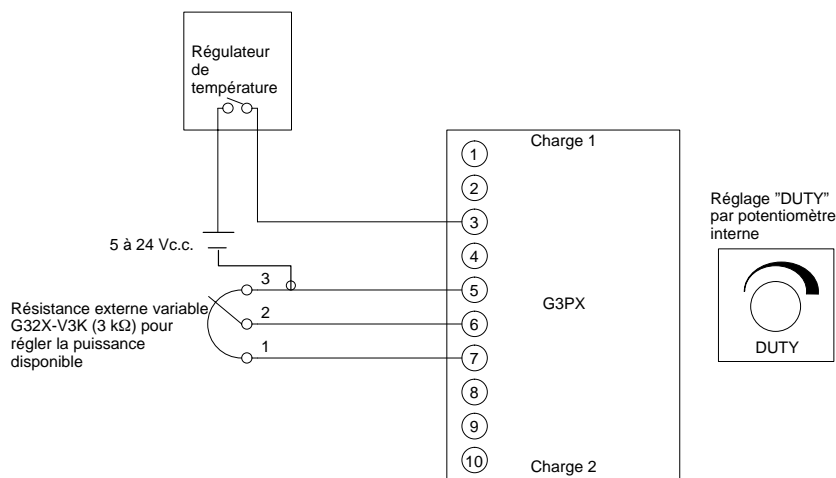 Régulateur
de
température
Charge 1
1
2
3
4
5
6
7
8
9
10
G3PX
Charge 2
5 à 24 Vc.c.
3
2
1
Résistance externe variable
G32X-V3K (3 kΩ) pour
régler la puissance
disponible
Réglage ”DUTY”
par potentiomètre
interne
DUTY